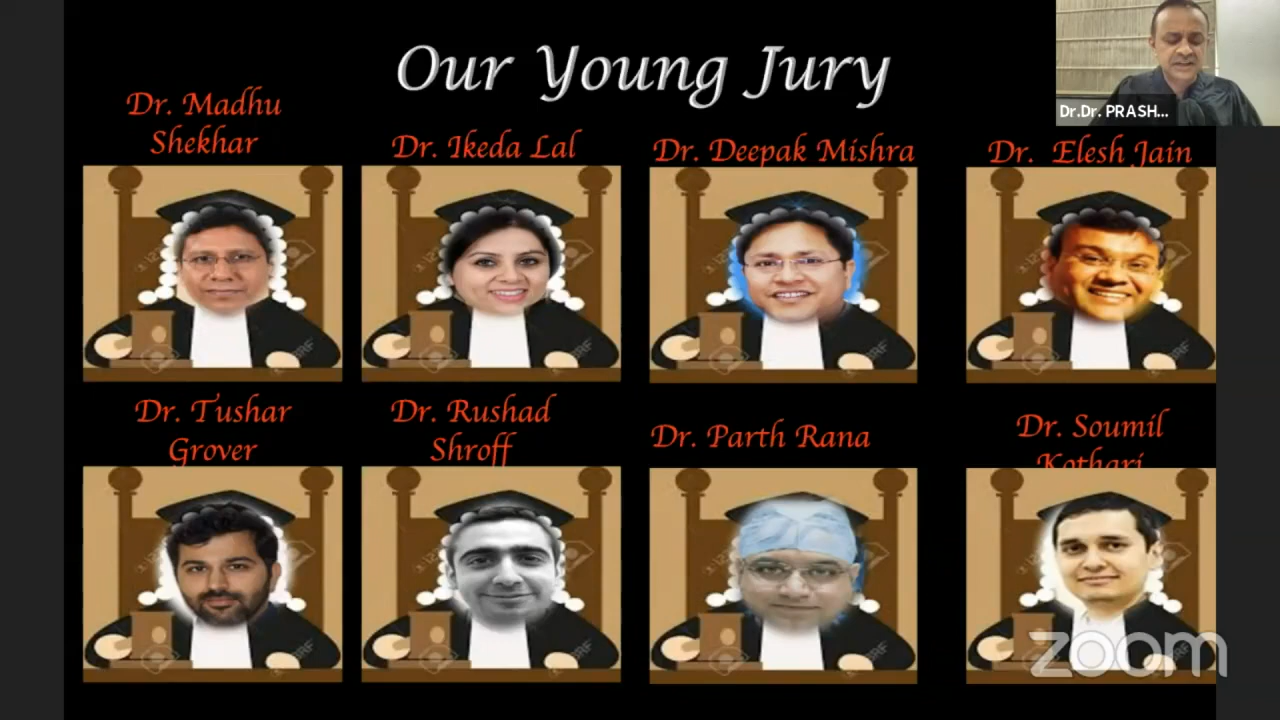 Our Young Jury
Dr.Dr. PRASH...
Dr. Madhu
Shekhar
Dr. Ikeda Lal
Dr. Deepak Mishra
Dr. Elesh Jain
Dr. Tushar
Grover
Dr. Rushad
Shroff
Dr. Parth Rana
Dr. Soumil
Kothari
zoom